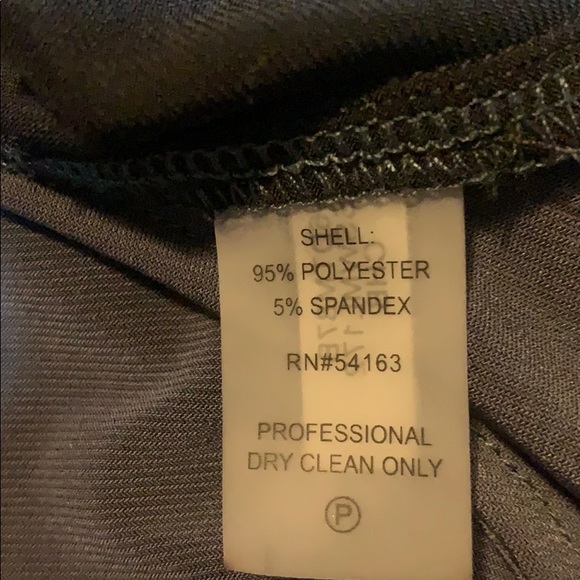 SHELL:
95% POLYESTER
5% SPANDEX
RN#54163
PROFESSIONAL
DRY CLEAN ONLY
P